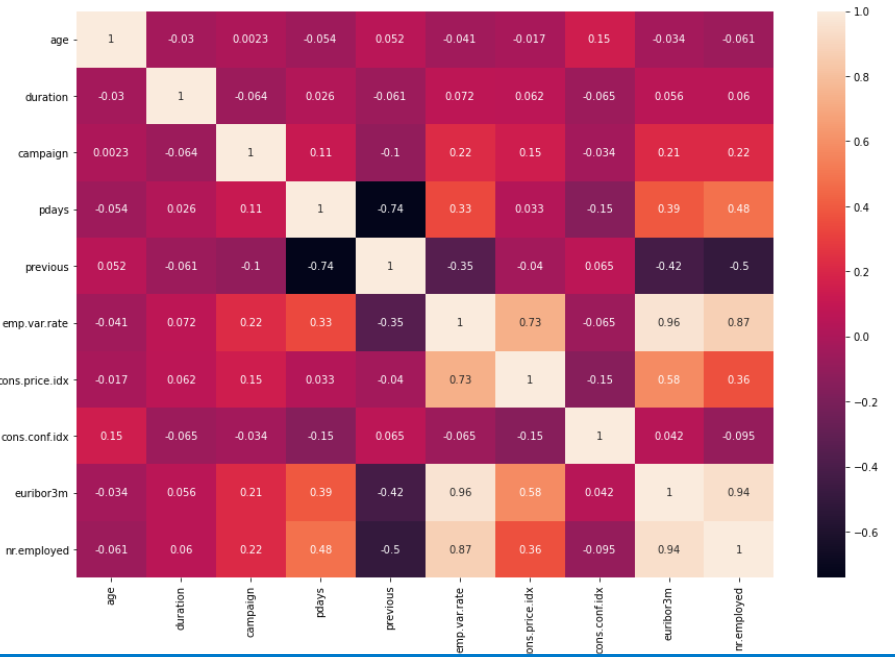 age 1 -0.03 0.0023 -0.054 0.052 -0.041 -0.017 0.15 -0.034 -0.061
duration -0.03 1 -0.064 0.026 -0.061 0.072 0.062 -0.065 0.056 0.06
campaign 0.0023 -0.064 1 0.11 -0.1 0.22 0.15 -0.034 0.21 0.22
pdays -0.054 0.026 0.11 1 -0.74 0.33 0.033 -0.15 0.39 0.48
previous 0.052 -0.061 -0.1 -0.74 1 -0.35 -0.04 0.065 -0.42 -0.5
emp.var.rate -0.041 0.072 0.22 0.33 -0.35 1 0.73 -0.065 0.96 0.87
cons.price.idx -0.017 0.062 0.15 0.033 -0.04 0.73 1 -0.15 0.58 0.36
cons.conf.idx 0.15 -0.065 -0.034 -0.15 0.065 -0.065 -0.15 1 0.042 -0.095
euribor3m -0.034 0.056 0.21 0.39 -0.42 0.96 0.58 0.042 1 0.94
nr.employed -0.061 0.06 0.22 0.48 -0.5 0.87 0.36 -0.095 0.94 1
age duration campaign pdays previous emp.var.rate ons.price.idx cons.conf.idx euribor3m nr.employed
1.0
0.8
0.6
0.4
0.2
0.0
−0.2
−0.4
−0.6